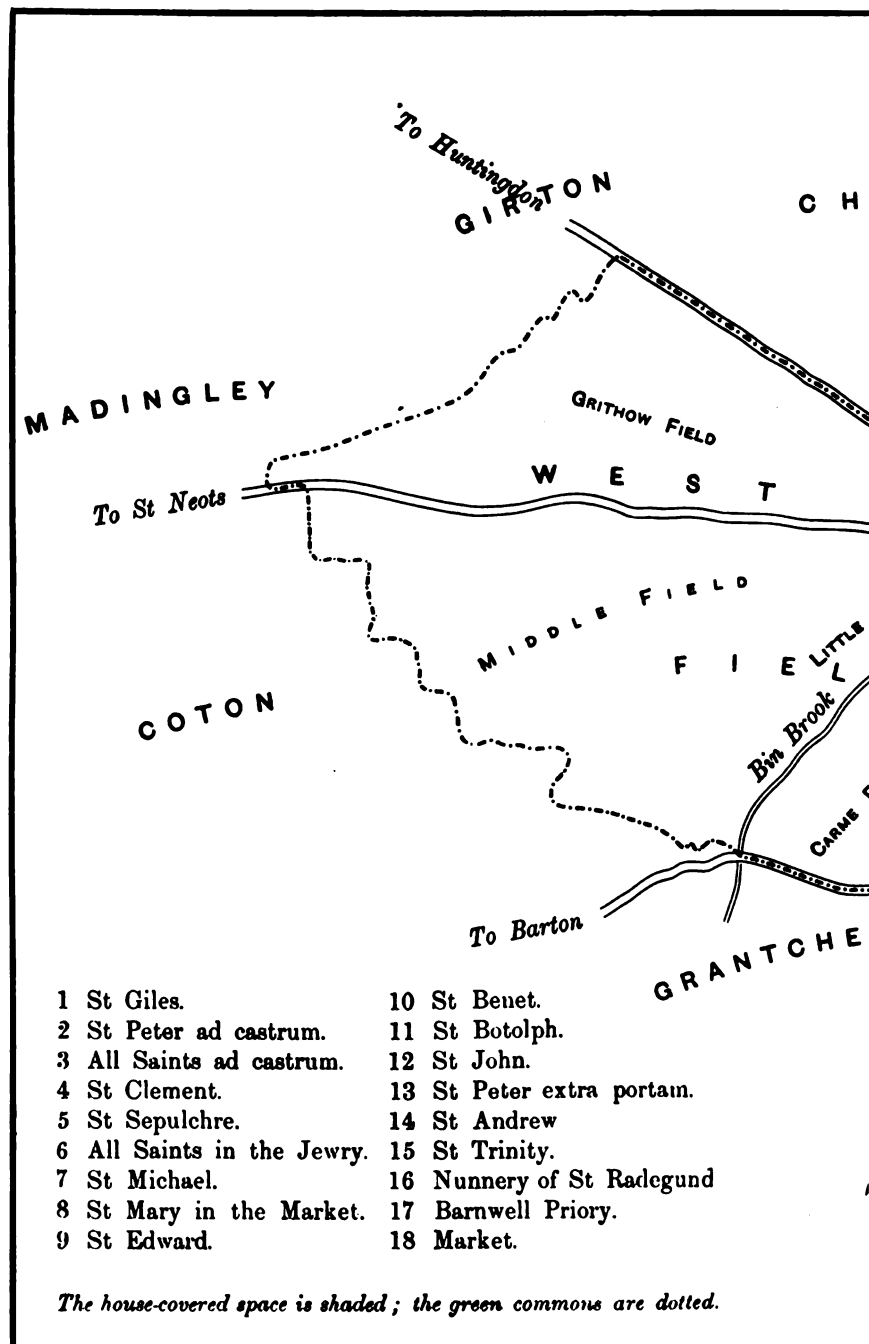 To Huntingdon
GIRTON
CH
MADINGLEY
GRITHOW FIELD
WEST
To St Neots
MIDDLE FIELD
LITTLE
FIEL
COTON
Bin Brook
CARME
To Barton
GRANTCHE
1 St Giles.
2 St Peter ad castrum.
3 All Saints ad castrum.
4 St Clement.
5 St Sepulchre.
6 All Saints in the Jewry.
7 St Michael.
8 St Mary in the Market.
9 St Edward.
10 St Benet.
11 St Botolph.
12 St John.
13 St Peter extra portam.
14 St Andrew
15 St Trinity.
16 Nunnery of St Radegund
17 Barnwell Priory.
18 Market.
The house-covered space is shaded; the green commons are dotted.